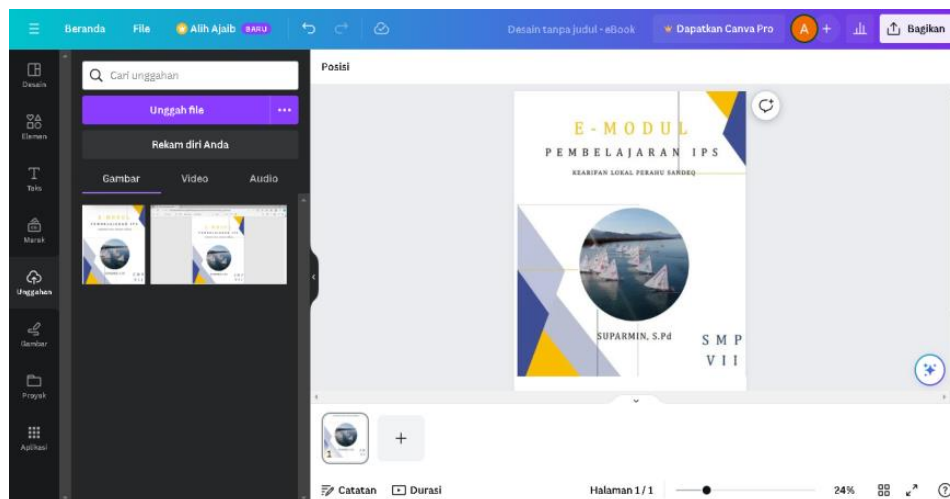 Beranda File Alih Ajaib BARU Desain tanpa judul - eBook Dapatkan Canva Pro A + Bagikan
Desain
Elemen
Teks
Merek
Unggahan
Gambar
Proyek
Aplikasi
Cari unggahan
Unggah file
Rekam diri Anda
Gambar Video Audio
Posisi
E-MODUL
PEMBELAJARAN IPS
KEARIFAN LOKAL PERAHU SANDEQ
SUPARMIN, S.Pd
SMP
VII
1
Catatan Durasi Halaman 1 / 1 24%